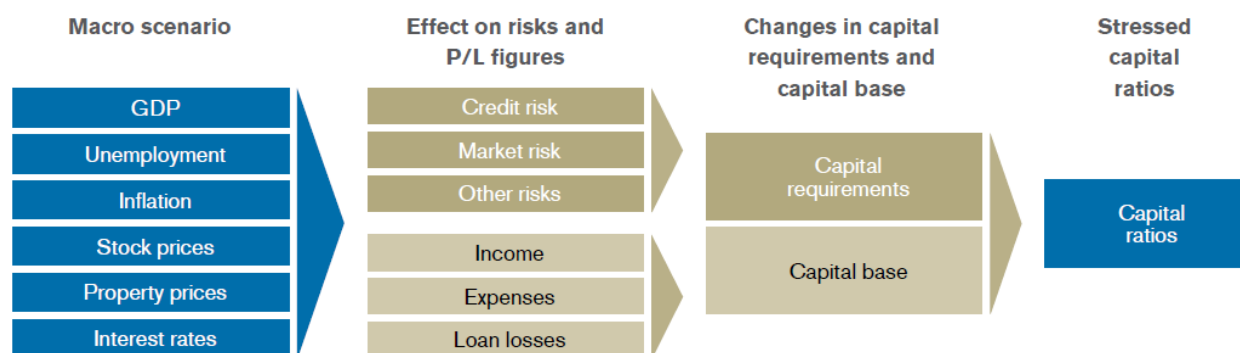 Macro scenario
Effect on risks and
P/L figures
Changes in capital
requirements and
capital base
Stressed
capital
ratios
GDP
Unemployment
Inflation
Stock prices
Property prices
Interest rates
Credit risk
Market risk
Other risks
Income
Expenses
Loan losses
Capital
requirements
Capital base
Capital
ratios